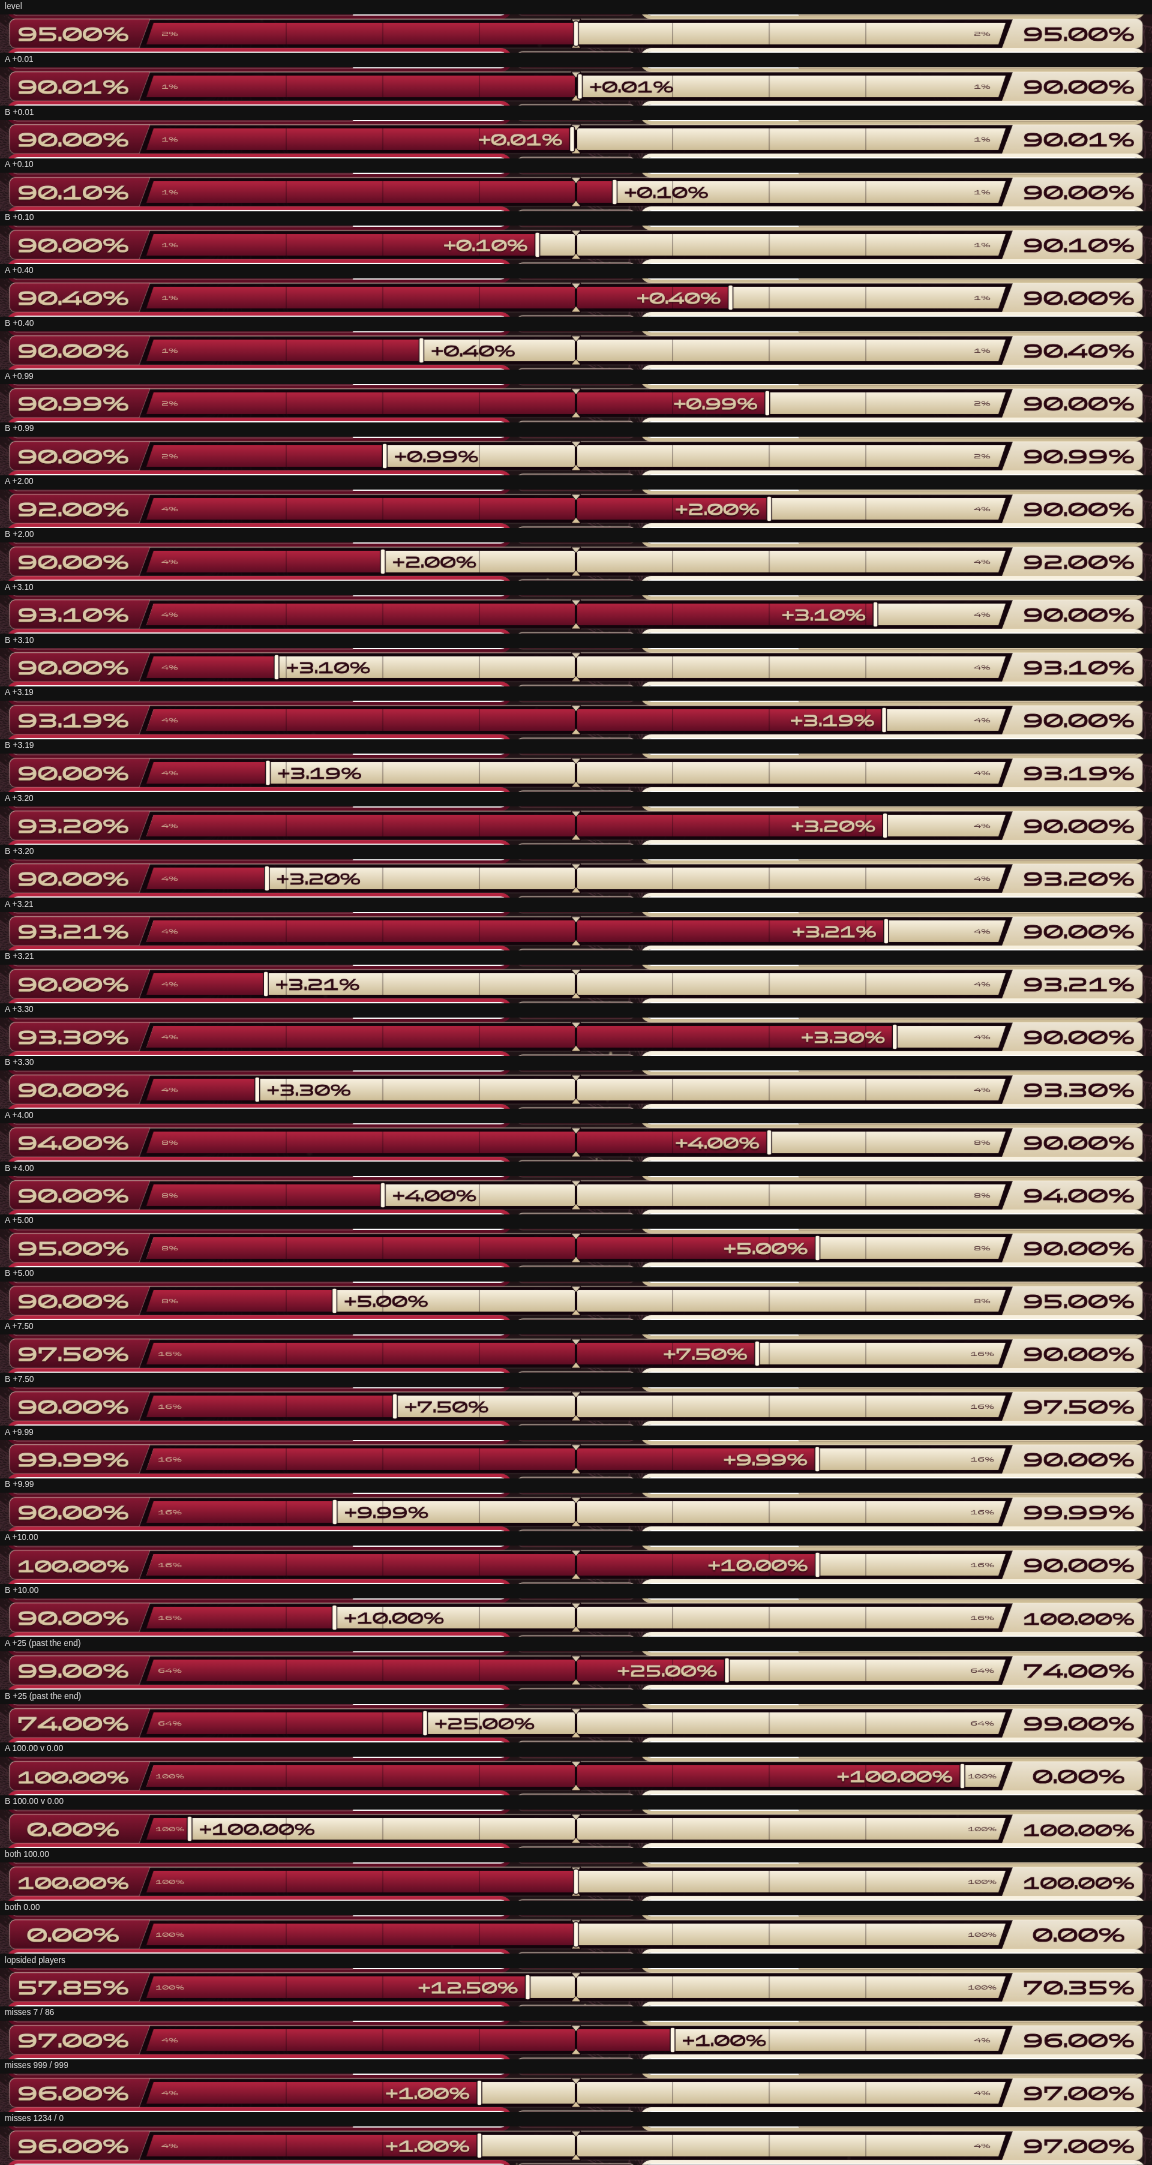 level
95.00% 2% 2% 95.00%
A +0.01
90.01% 1% +0.01% 1% 90.00%
B +0.01
90.00% 1% +0.01% 1% 90.01%
A +0.10
90.10% 1% +0.10% 1% 90.00%
B +0.10
90.00% 1% +0.10% 1% 90.10%
A +0.40
90.40% 1% +0.40% 1% 90.00%
B +0.40
90.00% 1% +0.40% 1% 90.40%
A +0.99
90.99% 2% +0.99% 2% 90.00%
B +0.99
90.00% 2% +0.99% 2% 90.99%
A +2.00
92.00% 4% +2.00% 4% 90.00%
B +2.00
90.00% 4% +2.00% 4% 92.00%
A +3.10
93.10% 4% +3.10% 4% 90.00%
B +3.10
90.00% 4% +3.10% 4% 93.10%
A +3.19
93.19% 4% +3.19% 4% 90.00%
B +3.19
90.00% 4% +3.19% 4% 93.19%
A +3.20
93.20% 4% +3.20% 4% 90.00%
B +3.20
90.00% 4% +3.20% 4% 93.20%
A +3.21
93.21% 4% +3.21% 4% 90.00%
B +3.21
90.00% 4% +3.21% 4% 93.21%
A +3.30
93.30% 4% +3.30% 4% 90.00%
B +3.30
90.00% 4% +3.30% 4% 93.30%
A +4.00
94.00% 8% +4.00% 8% 90.00%
B +4.00
90.00% 8% +4.00% 8% 94.00%
A +5.00
95.00% 8% +5.00% 8% 90.00%
B +5.00
90.00% 8% +5.00% 8% 95.00%
A +7.50
97.50% 16% +7.50% 16% 90.00%
B +7.50
90.00% 16% +7.50% 16% 97.50%
A +9.99
99.99% 16% +9.99% 16% 90.00%
B +9.99
90.00% 16% +9.99% 16% 99.99%
A +10.00
100.00% 16% +10.00% 16% 90.00%
B +10.00
90.00% 16% +10.00% 16% 100.00%
A +25 (past the end)
99.00% 64% +25.00% 64% 74.00%
B +25 (past the end)
74.00% 64% +25.00% 64% 99.00%
A 100.00 v 0.00
100.00% 100% +100.00% 100% 0.00%
B 100.00 v 0.00
0.00% 100% +100.00% 100% 100.00%
both 100.00
100.00% 100% 100% 100.00%
both 0.00
0.00% 100% 100% 0.00%
lopsided players
57.85% 100% +12.50% 100% 70.35%
misses 7 / 86
97.00% 4% +1.00% 4% 96.00%
misses 999 / 999
96.00% 4% +1.00% 4% 97.00%
misses 1234 / 0
96.00% 4% +1.00% 4% 97.00%